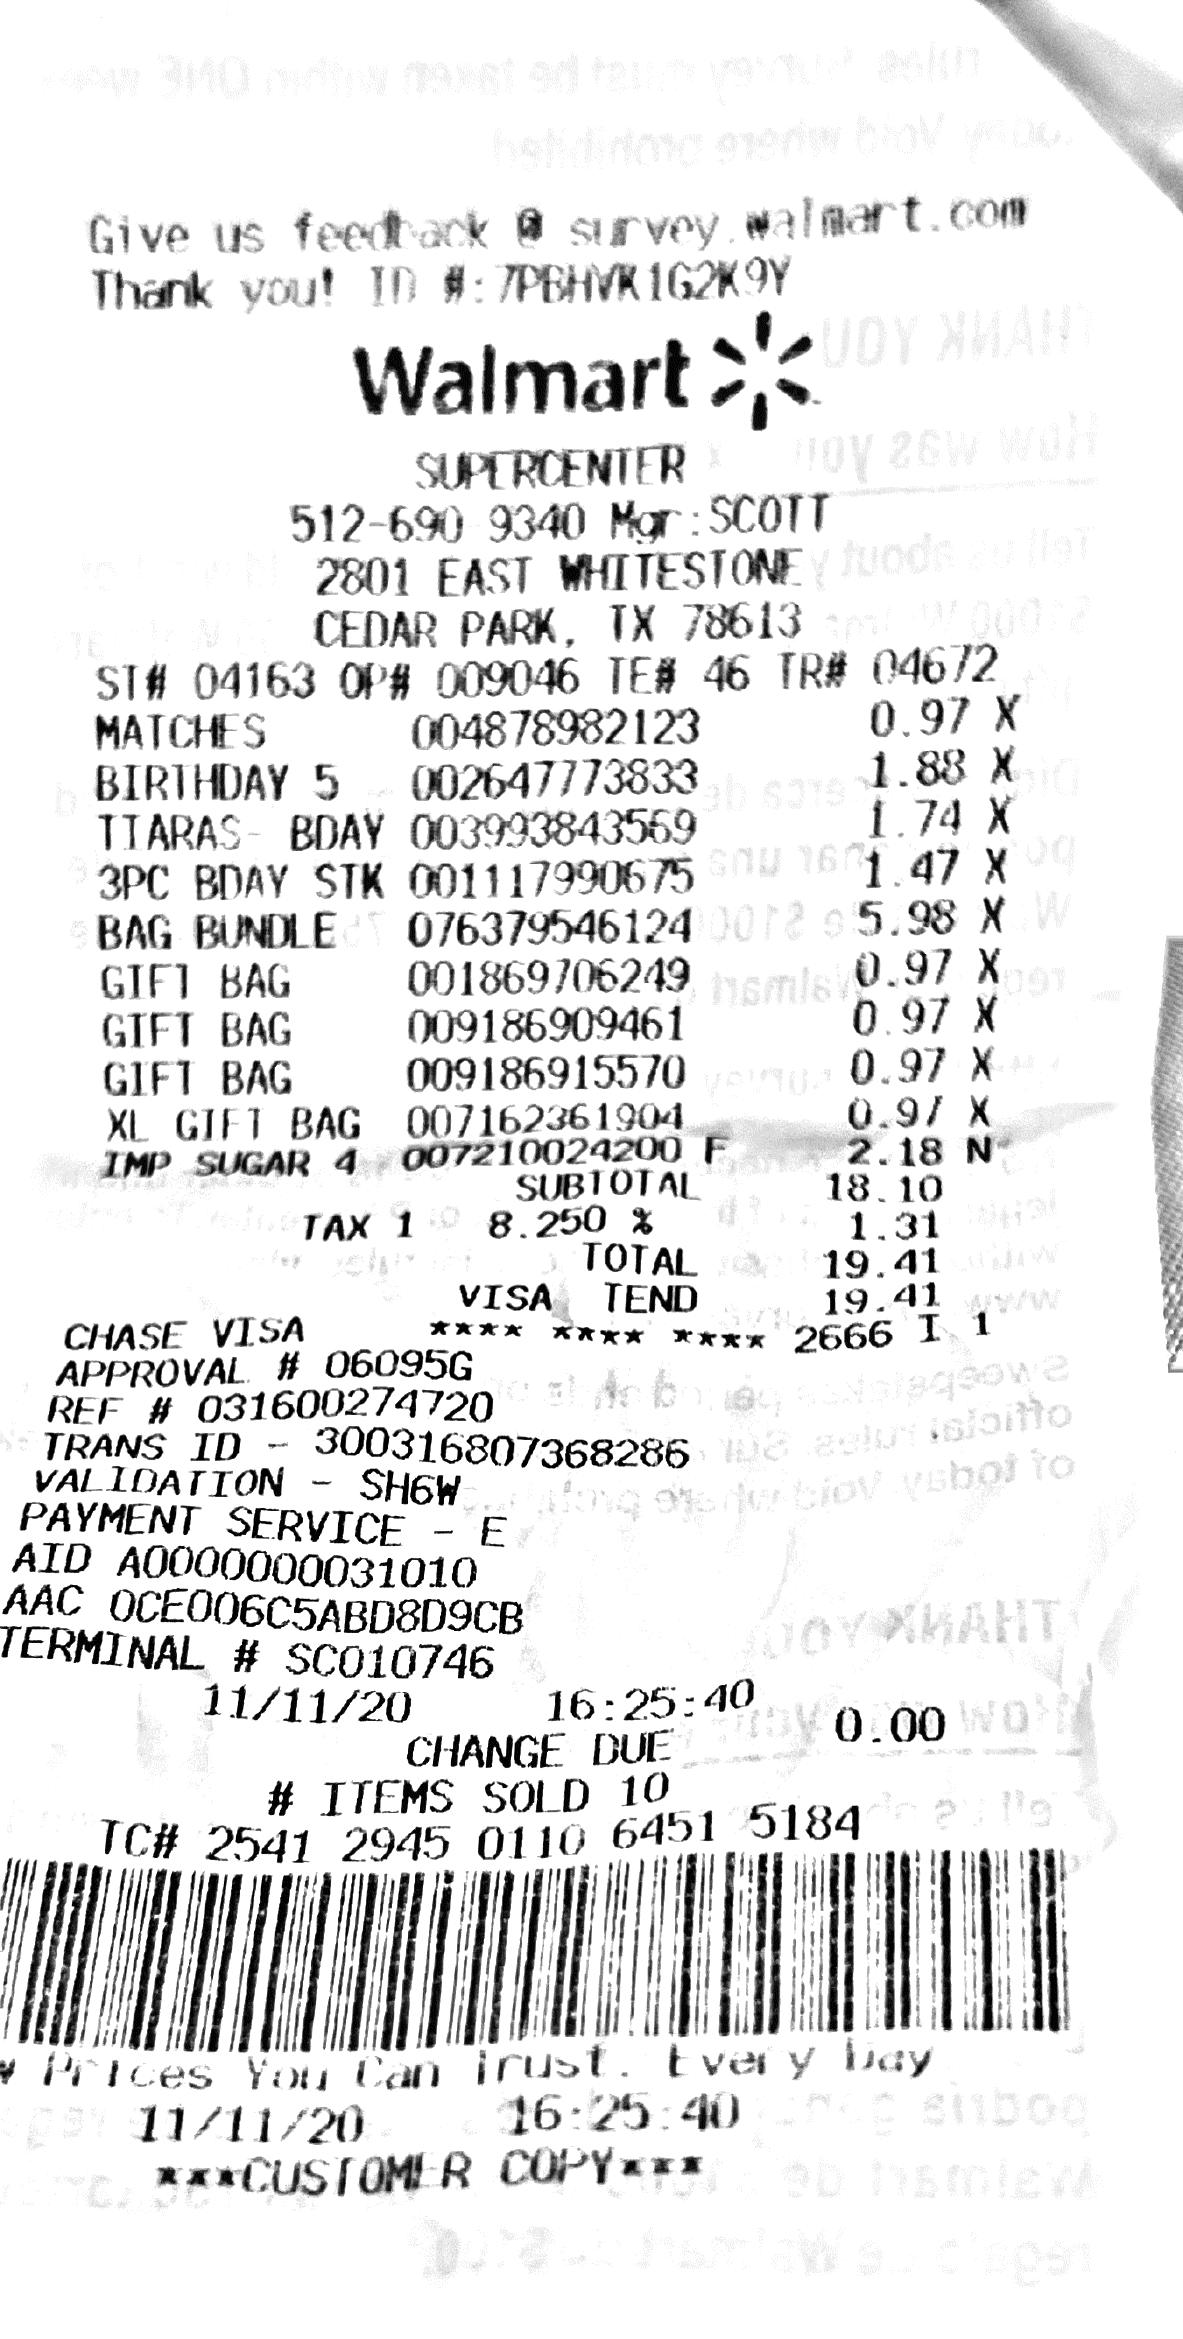 Give us feedback @ survey.walmart.com
Thank you! ID #:7PBHVK1G2K9Y
Walmart
SUPERCENTER
512-690 9340 Mgr:SCOTT
2801 EAST WHITESTONE
CEDAR PARK, TX 78613
ST# 04163 OP# 009046 TE# 46 TR# 04672
MATCHES 004878982123 0.97 X
BIRTHDAY 5 002647773833 1.88 X
TIARAS- BDAY 003993843569 1.74 X
3PC BDAY STK 001117990675 1.47 X
BAG BUNDLE 076379546124 5.98 X
GIFT BAG 001869706249 0.97 X
GIFT BAG 009186909461 0.97 X
GIFT BAG 009186915570 0.97 X
XL GIFT BAG 007162361904 0.97 X
IMP SUGAR 4 007210024200 F 2.18 N
SUBTOTAL 18.10
TAX 1 8.250 % 1.31
TOTAL 19.41
VISA TEND 19.41
CHASE VISA **** **** **** 2666 I 1
APPROVAL # 06095G
REF # 031600274720
TRANS ID - 300316807368286
VALIDATION - SH6W
PAYMENT SERVICE - E
AID A0000000031010
AAC 0CE006C5ABD8D9CB
TERMINAL # SC010746
11/11/20 16:25:40
CHANGE DUE 0.00
# ITEMS SOLD 10
TC# 2541 2945 0110 6451 5184
Prices You Can Trust. Every Day
11/11/20 16:25:40
***CUSTOMER COPY***